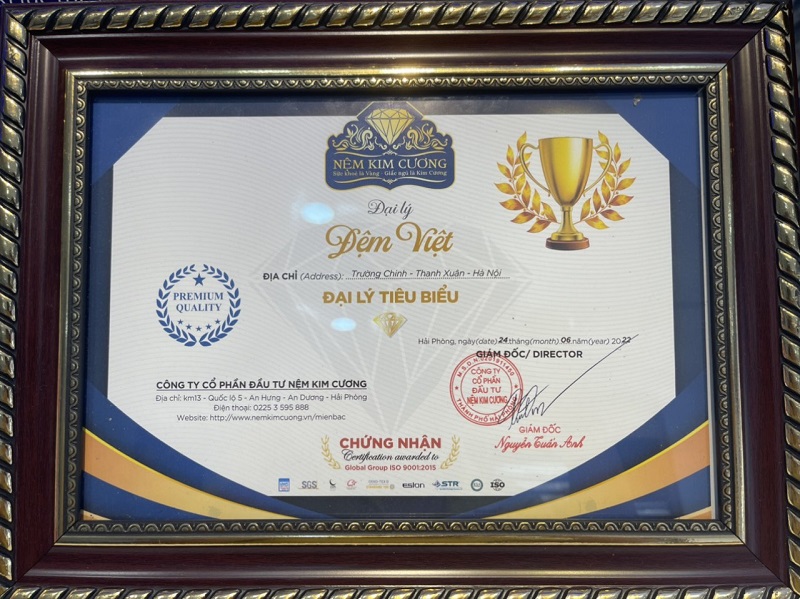 NỆM KIM CƯƠNG
Sức Khoẻ là Vàng - Giấc ngủ là Kim Cương
Đại lý
Đệm Việt
ĐỊA CHỈ (Address): Trường Chinh - Thanh Xuân - Hà Nội
ĐẠI LÝ TIÊU BIỂU
PREMIUM
QUALITY
Hải Phòng, ngày(date) 24 tháng(month) 06 năm(year) 2022
GIÁM ĐỐC/ DIRECTOR
CÔNG TY
CỔ PHẦN
ĐẦU TƯ
NỆM KIM CƯƠNG
THÀNH PHỐ HẢI PHÒNG
GIÁM ĐỐC
Nguyễn Tuấn Anh
CÔNG TY CỔ PHẦN ĐẦU TƯ NỆM KIM CƯƠNG
Địa chỉ: km13 - Quốc lộ 5 - An Hưng - An Dương - Hải Phòng
Điện thoại: 0225 3 595 888
Website: http://www.nemkimcuong.vn/mienbac
CHỨNG NHẬN
Certification awarded to
Global Group ISO 9001:2015
SGS
eslon
STR
ISO